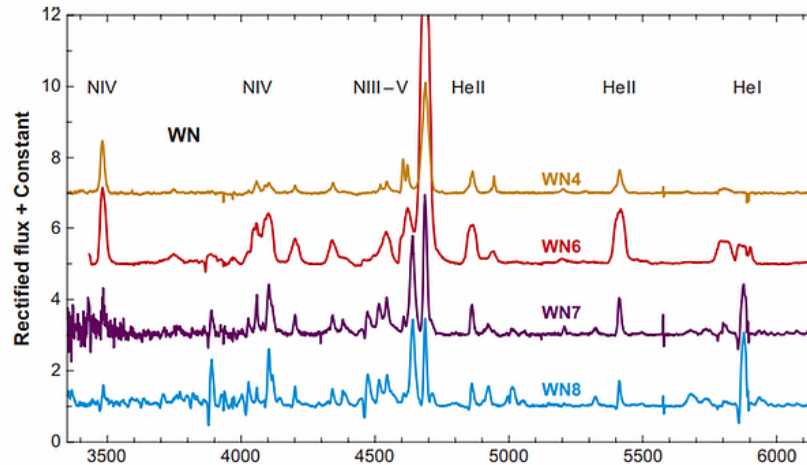 12
10
8
6
4
2
0
Rectified flux + Constant
NIV NIV NIII – V HeII HeII HeI
WN
WN4
WN6
WN7
WN8
3500 4000 4500 5000 5500 6000